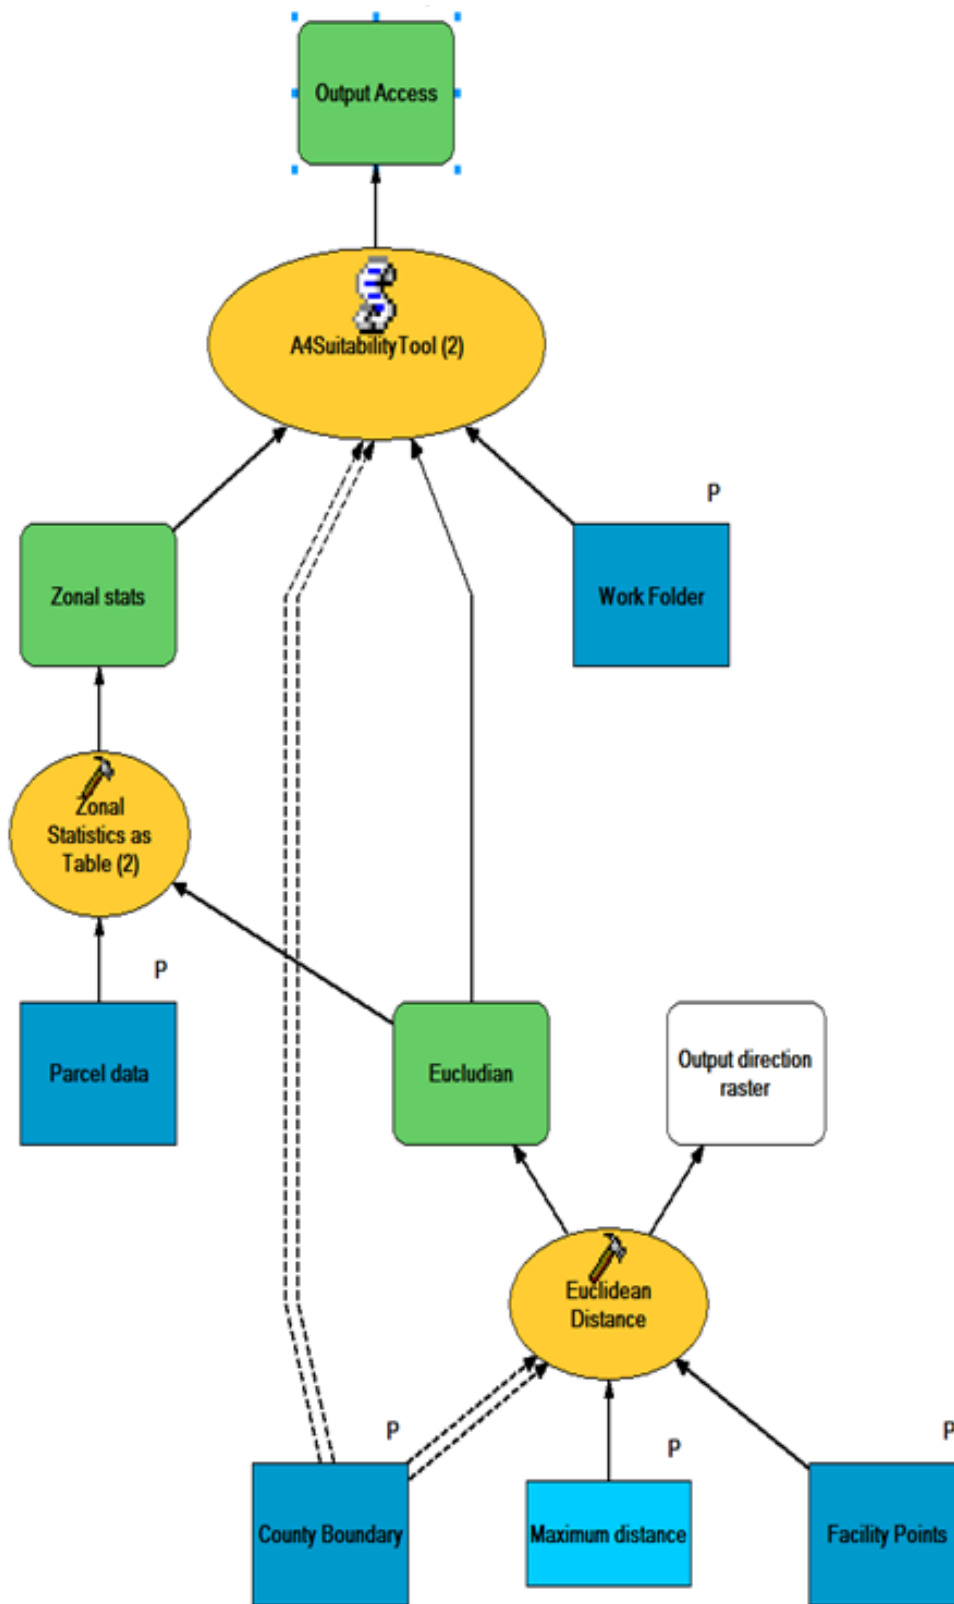 Output Access
A4SuitabilityTool (2)
P
Zonal stats
Work Folder
Zonal
Statistics as
Table (2)
P
Parcel data
Eucludian
Output direction
raster
Euclidean
Distance
P
P
P
County Boundary
Maximum distance
Facility Points